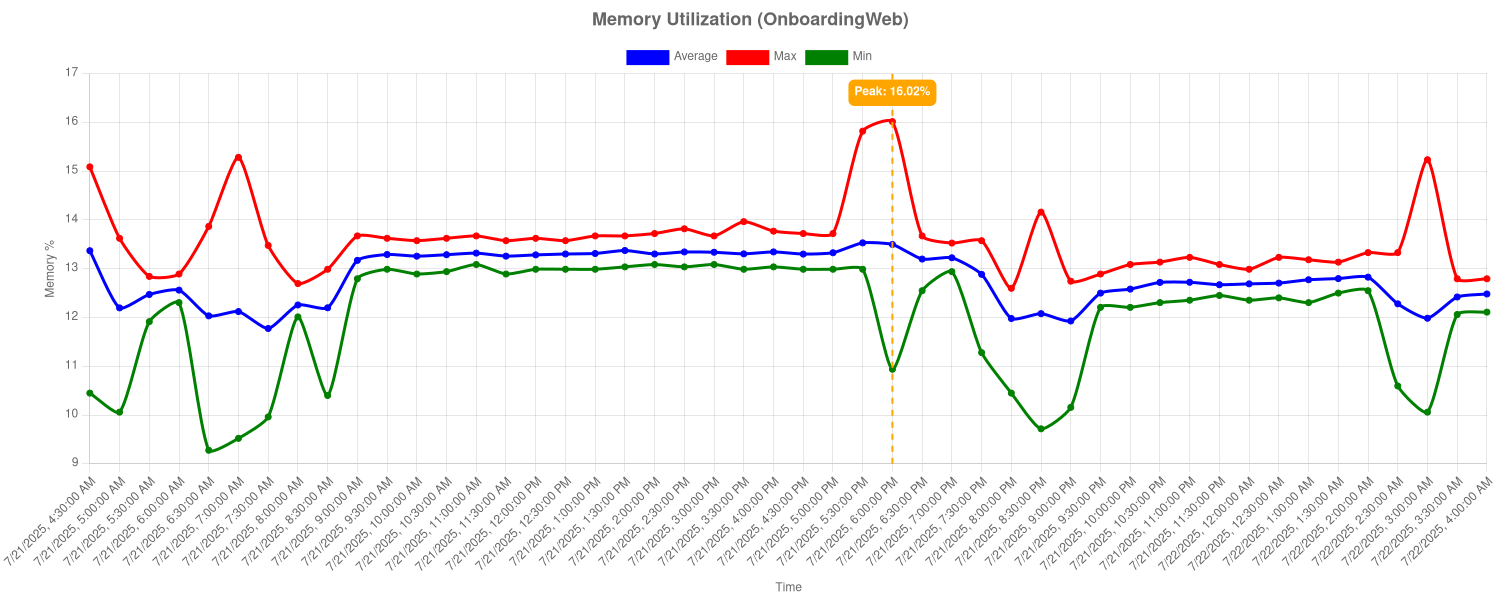 Memory Utilization (OnboardingWeb)
Average Max Min
Peak: 16.02%
17
16
15
14
13
12
11
10
9
Memory %
7/21/2025, 4:30:00 AM
7/21/2025, 5:00:00 AM
7/21/2025, 5:30:00 AM
7/21/2025, 6:00:00 AM
7/21/2025, 6:30:00 AM
7/21/2025, 7:00:00 AM
7/21/2025, 7:30:00 AM
7/21/2025, 8:00:00 AM
7/21/2025, 8:30:00 AM
7/21/2025, 9:00:00 AM
7/21/2025, 9:30:00 AM
7/21/2025, 10:00:00 AM
7/21/2025, 10:30:00 AM
7/21/2025, 11:00:00 AM
7/21/2025, 11:30:00 AM
7/21/2025, 12:00:00 PM
7/21/2025, 12:30:00 PM
7/21/2025, 1:00:00 PM
7/21/2025, 1:30:00 PM
7/21/2025, 2:00:00 PM
7/21/2025, 2:30:00 PM
7/21/2025, 3:00:00 PM
7/21/2025, 3:30:00 PM
7/21/2025, 4:00:00 PM
7/21/2025, 4:30:00 PM
7/21/2025, 5:00:00 PM
7/21/2025, 5:30:00 PM
7/21/2025, 6:00:00 PM
7/21/2025, 6:30:00 PM
7/21/2025, 7:00:00 PM
7/21/2025, 7:30:00 PM
7/21/2025, 8:00:00 PM
7/21/2025, 8:30:00 PM
7/21/2025, 9:00:00 PM
7/21/2025, 9:30:00 PM
7/21/2025, 10:00:00 PM
7/21/2025, 10:30:00 PM
7/21/2025, 11:00:00 PM
7/21/2025, 11:30:00 PM
7/22/2025, 12:00:00 AM
7/22/2025, 12:30:00 AM
7/22/2025, 1:00:00 AM
7/22/2025, 1:30:00 AM
7/22/2025, 2:00:00 AM
7/22/2025, 2:30:00 AM
7/22/2025, 3:00:00 AM
7/22/2025, 3:30:00 AM
7/22/2025, 4:00:00 AM
Time